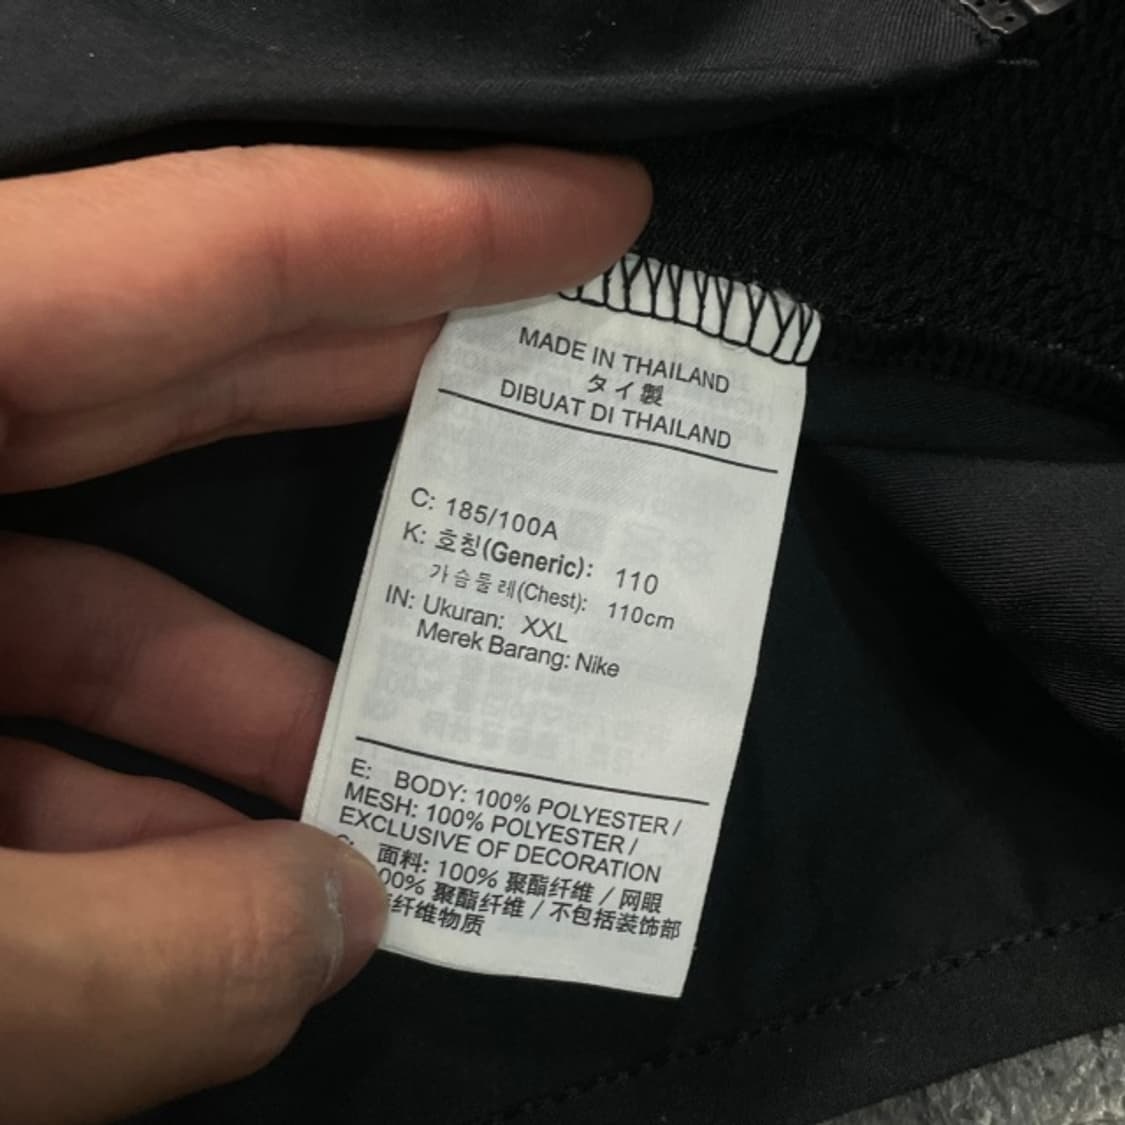 MADE IN THAILAND
タイ製
DIBUAT DI THAILAND
C: 185/100A
K: 호칭(Generic): 110
가슴둘레(Chest): 110cm
IN: Ukuran: XXL
Merek Barang: Nike
E: BODY: 100% POLYESTER /
MESH: 100% POLYESTER /
EXCLUSIVE OF DECORATION
面料: 100% 聚酯纤维 / 网眼
00% 聚酯纤维 / 不包括装饰部
纤维物质